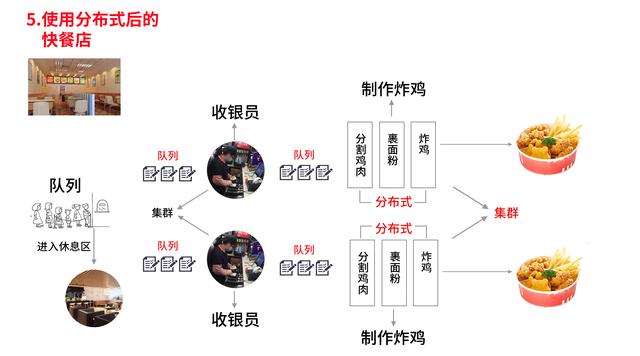 5.使用分布式后的
快餐店
制作炸鸡
收银员
队列
队列
分割鸡肉
裹面粉
炸鸡
队列
分布式
集群
集群
分布式
进入休息区
队列
队列
分割鸡肉
裹面粉
炸鸡
收银员
制作炸鸡